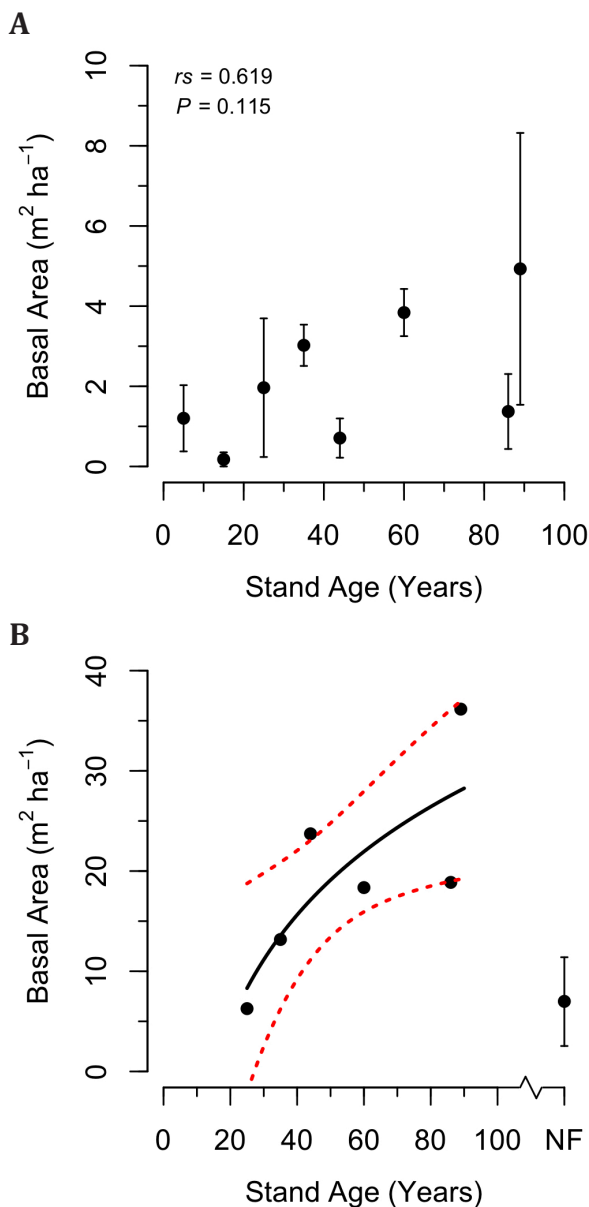 A
rs = 0.619
P = 0.115
Basal Area (m² ha⁻¹)
10
8
6
4
2
0
0 20 40 60 80 100
Stand Age (Years)
B
Basal Area (m² ha⁻¹)
40
30
20
10
0
0 20 40 60 80 100 NF
Stand Age (Years)